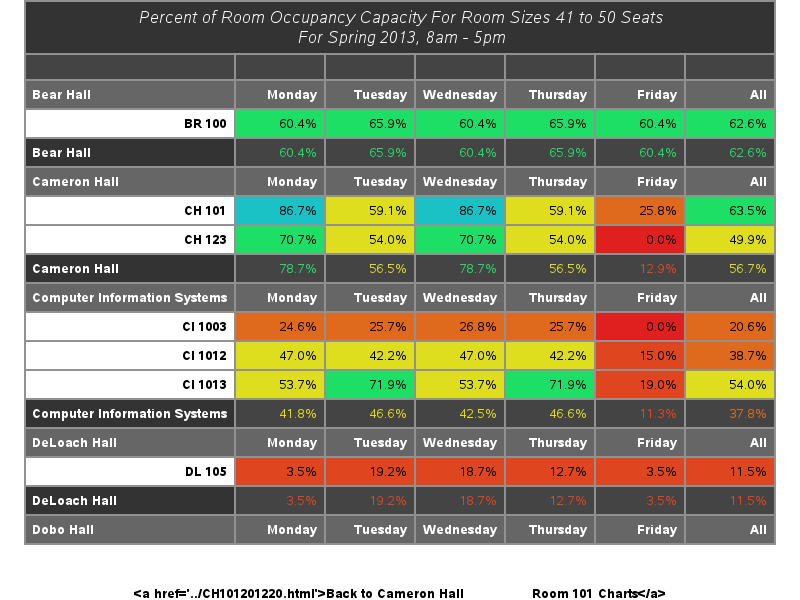 Percent of Room Occupancy Capacity For Room Sizes 41 to 50 Seats
For Spring 2013, 8am - 5pm
Bear Hall Monday Tuesday Wednesday Thursday Friday All
BR 100 60.4% 65.9% 60.4% 65.9% 60.4% 62.6%
Bear Hall 60.4% 65.9% 60.4% 65.9% 60.4% 62.6%
Cameron Hall Monday Tuesday Wednesday Thursday Friday All
CH 101 86.7% 59.1% 86.7% 59.1% 25.8% 63.5%
CH 123 70.7% 54.0% 70.7% 54.0% 0.0% 49.9%
Cameron Hall 78.7% 56.5% 78.7% 56.5% 12.9% 56.7%
Computer Information Systems Monday Tuesday Wednesday Thursday Friday All
CI 1003 24.6% 25.7% 26.8% 25.7% 0.0% 20.6%
CI 1012 47.0% 42.2% 47.0% 42.2% 15.0% 38.7%
CI 1013 53.7% 71.9% 53.7% 71.9% 19.0% 54.0%
Computer Information Systems 41.8% 46.6% 42.5% 46.6% 11.3% 37.8%
DeLoach Hall Monday Tuesday Wednesday Thursday Friday All
DL 105 3.5% 19.2% 18.7% 12.7% 3.5% 11.5%
DeLoach Hall 3.5% 19.2% 18.7% 12.7% 3.5% 11.5%
Dobo Hall Monday Tuesday Wednesday Thursday Friday All
<a href='../CH101201220.html'>Back to Cameron Hall Room 101 Charts</a>